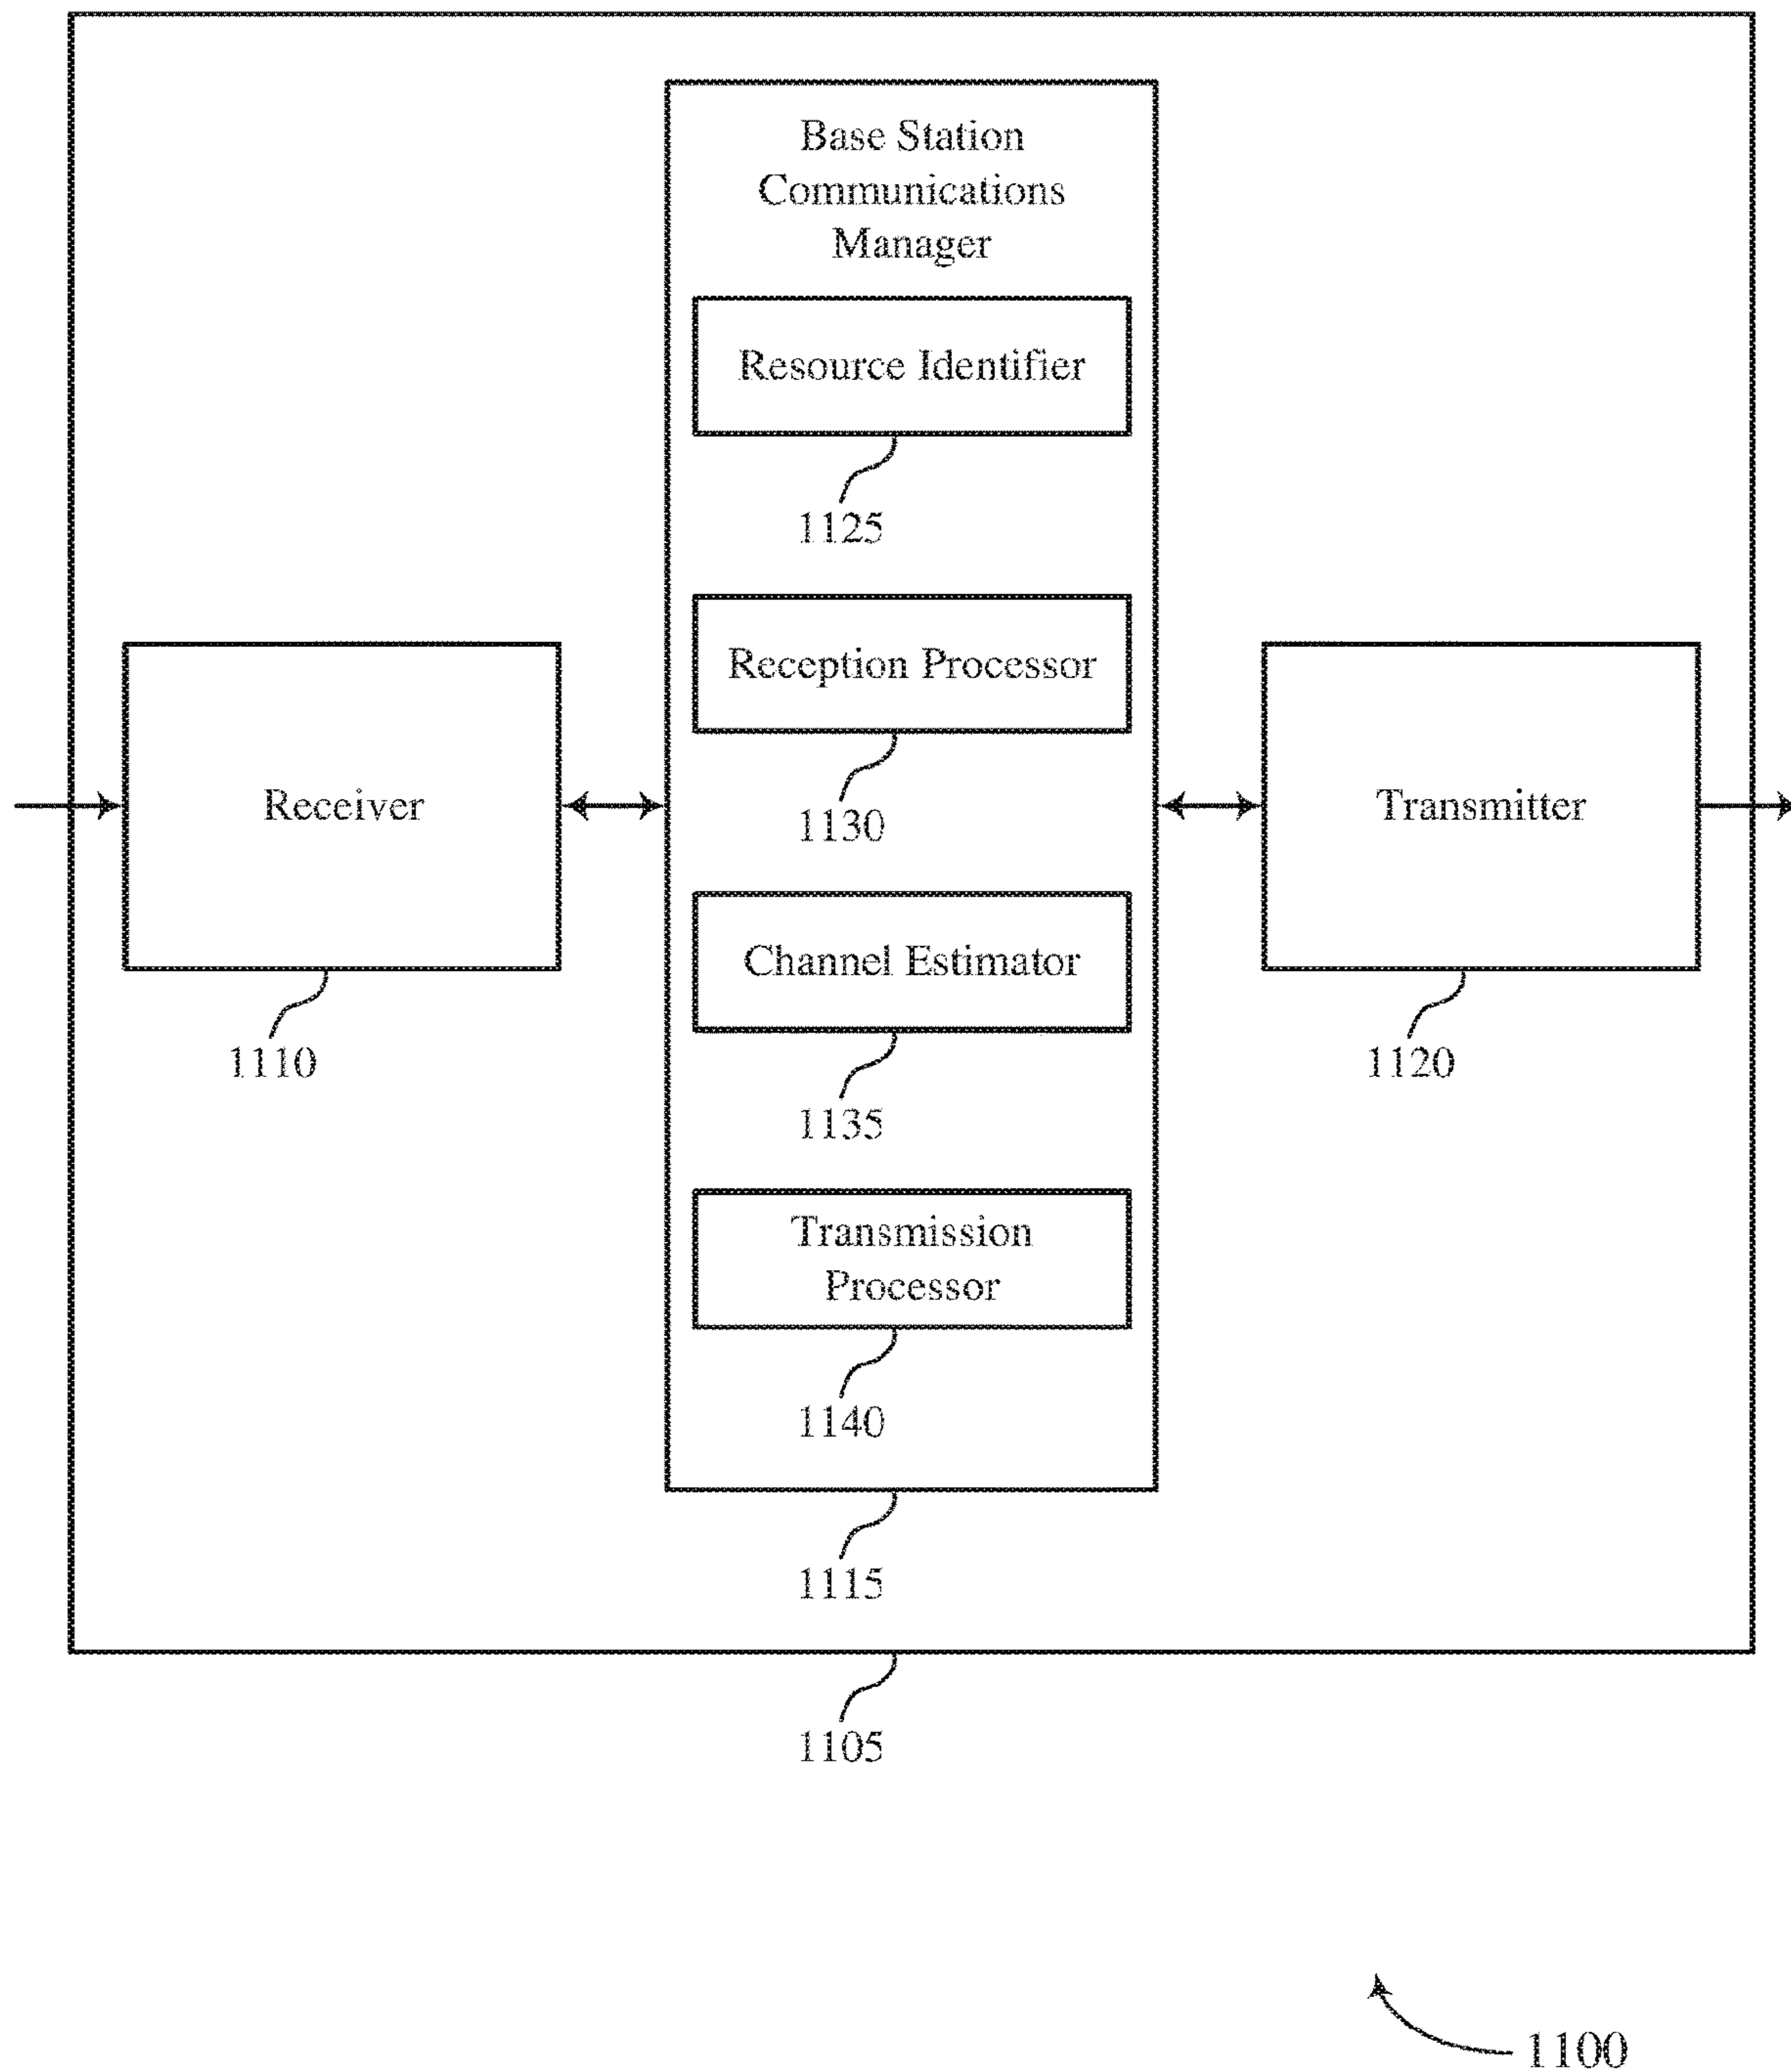 Base Station
Communications
Manager
Resource Identifier
1125
Reception Processor
1130
Receiver
1110
Channel Estimator
1135
Transmitter
1120
Transmission
Processor
1140
1115
1105
1100